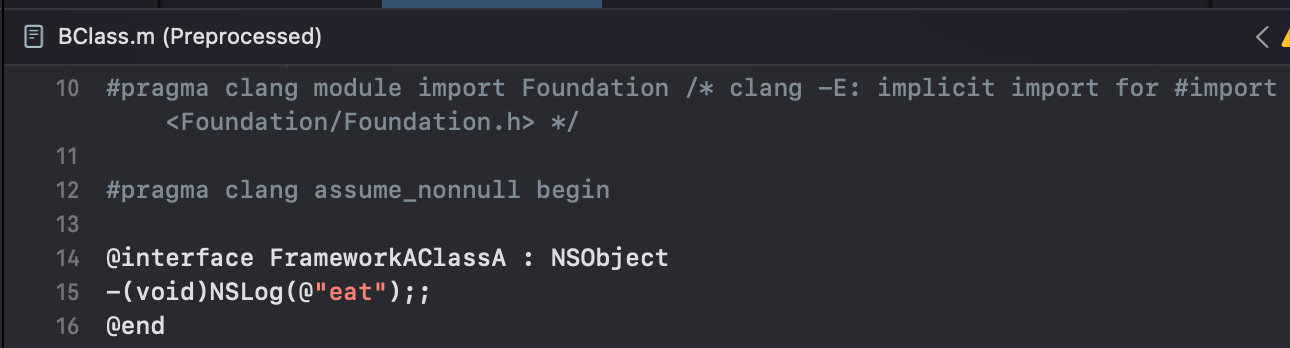 BClass.m (Preprocessed)
10 #pragma clang module import Foundation /* clang -E: implicit import for #import
<Foundation/Foundation.h> */
11
12 #pragma clang assume_nonnull begin
13
14 @interface FrameworkAClassA : NSObject
15 -(void)NSLog(@"eat");;
16 @end